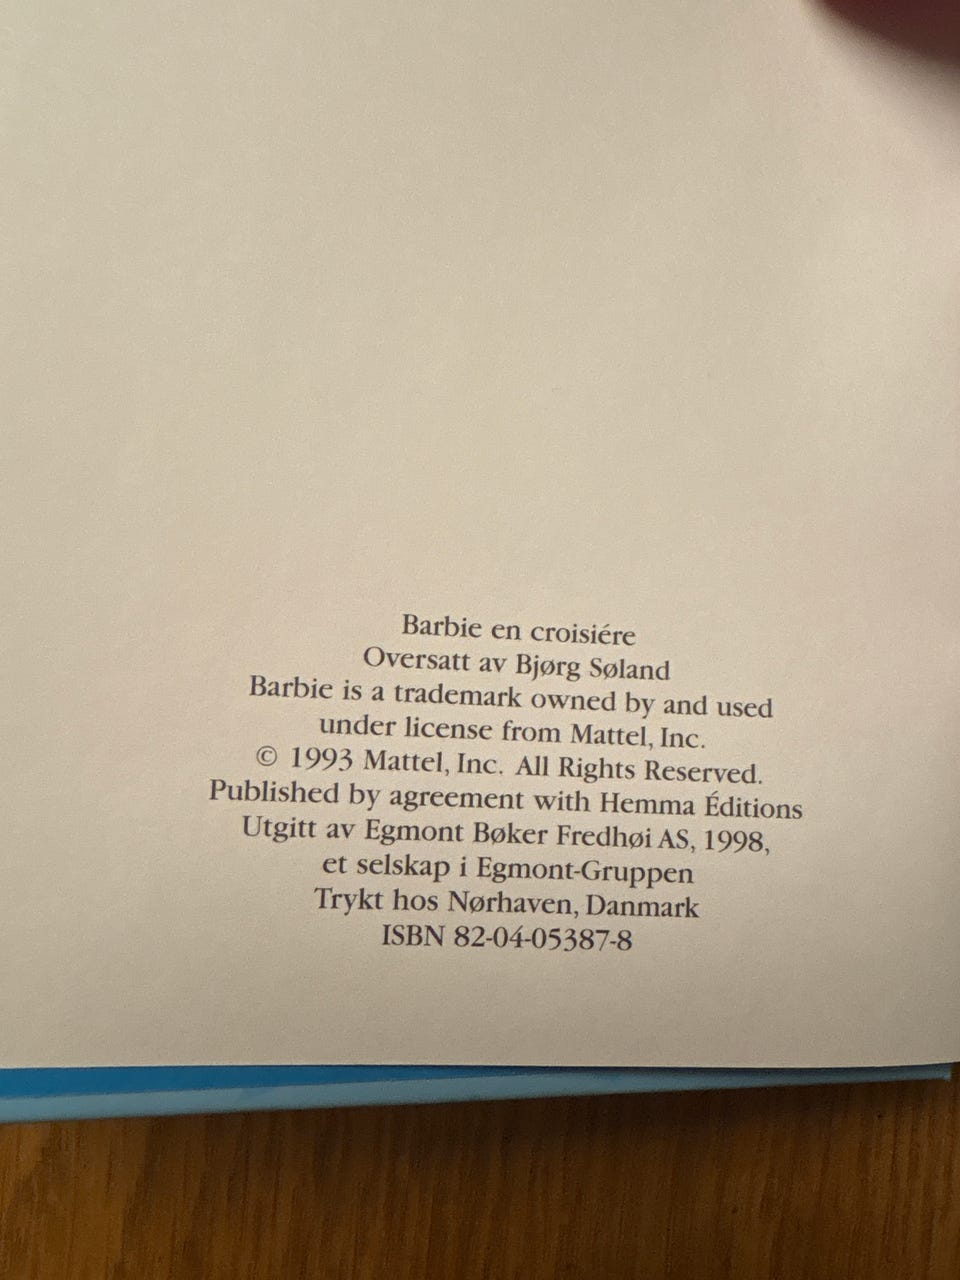 Barbie en croisiére
Oversatt av Bjørg Søland
Barbie is a trademark owned by and used
under license from Mattel, Inc.
© 1993 Mattel, Inc. All Rights Reserved.
Published by agreement with Hemma Éditions
Utgitt av Egmont Bøker Fredhøi AS, 1998,
et selskap i Egmont-Gruppen
Trykt hos Nørhaven, Danmark
ISBN 82-04-05387-8